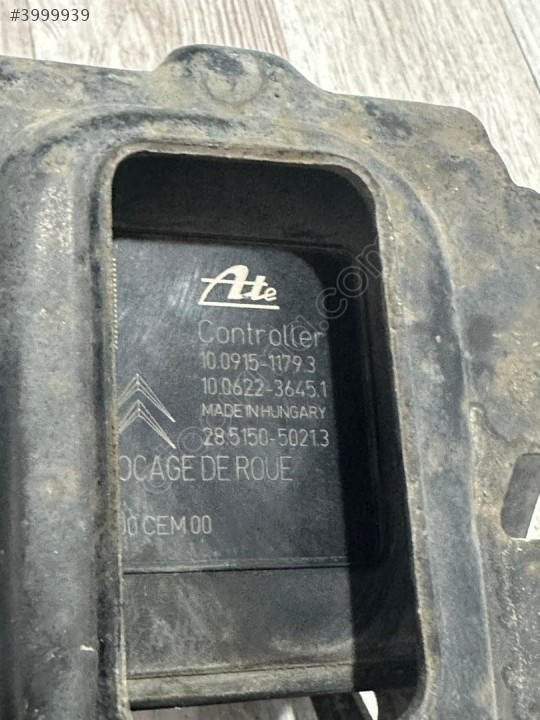 #3999939
Ate
Controller
10.0915-1179.3
10.0622-3645.1
MADE IN HUNGARY
28.5150-5021.3
OCAGE DE ROUE
00 CEM 00